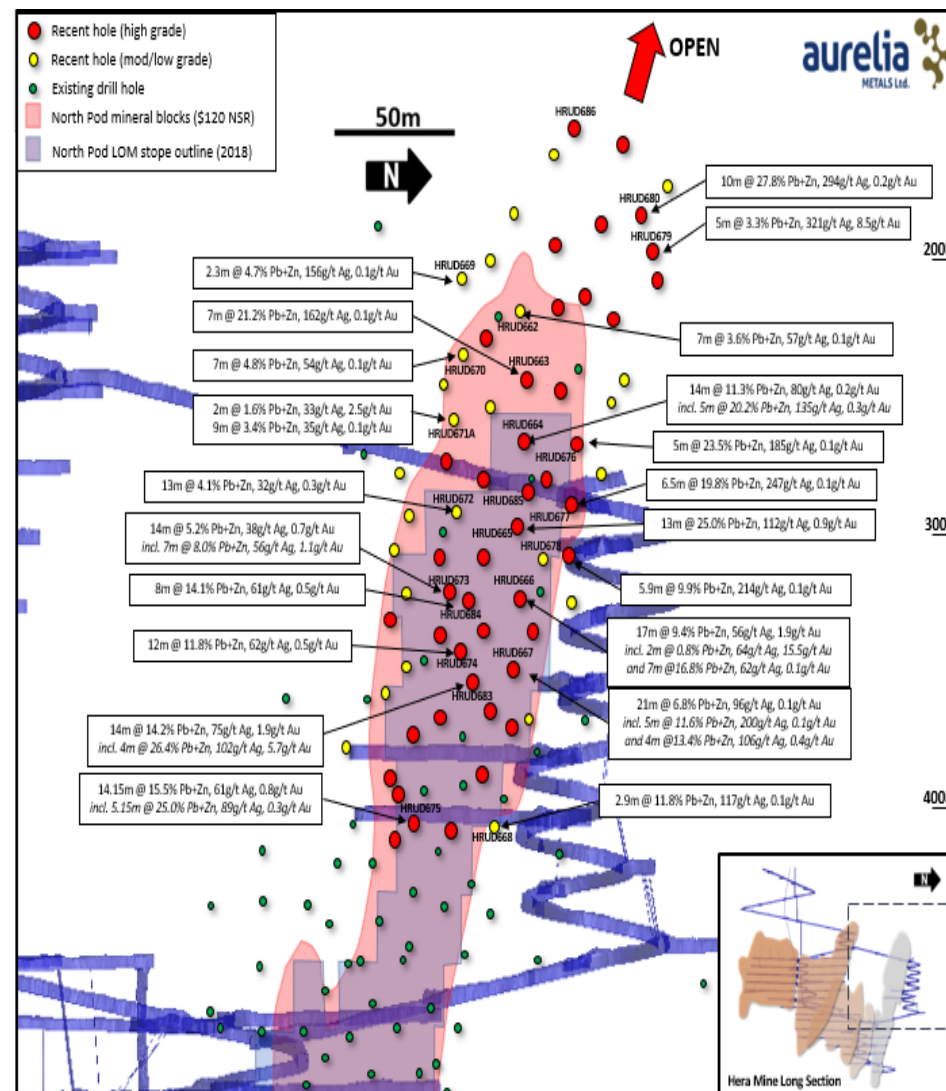 Recent hole (high grade)
Recent hole (mod/low grade)
Existing drill hole
North Pod mineral blocks ($120 NSR)
North Pod LOM stope outline (2018)
50m
N
OPEN
aurelia
METALS Ltd.
HRUD686
HRUD680
10m @ 27.8% Pb+Zn, 294g/t Ag, 0.2g/t Au
HRUD679
5m @ 3.3% Pb+Zn, 321g/t Ag, 8.5g/t Au
200
HRUD669
2.3m @ 4.7% Pb+Zn, 156g/t Ag, 0.1g/t Au
7m @ 21.2% Pb+Zn, 162g/t Ag, 0.1g/t Au
HRUD662
7m @ 3.6% Pb+Zn, 57g/t Ag, 0.1g/t Au
7m @ 4.8% Pb+Zn, 54g/t Ag, 0.1g/t Au
HRUD670
HRUD663
14m @ 11.3% Pb+Zn, 80g/t Ag, 0.2g/t Au
incl. 5m @ 20.2% Pb+Zn, 135g/t Ag, 0.3g/t Au
2m @ 1.6% Pb+Zn, 33g/t Ag, 2.5g/t Au
9m @ 3.4% Pb+Zn, 35g/t Ag, 0.1g/t Au
HRUD671A
HRUD664
HRUD676
5m @ 23.5% Pb+Zn, 185g/t Ag, 0.1g/t Au
13m @ 4.1% Pb+Zn, 32g/t Ag, 0.3g/t Au
HRUD672
HRUD685
6.5m @ 19.8% Pb+Zn, 247g/t Ag, 0.1g/t Au
HRUD677
13m @ 25.0% Pb+Zn, 112g/t Ag, 0.9g/t Au
300
14m @ 5.2% Pb+Zn, 38g/t Ag, 0.7g/t Au
incl. 7m @ 8.0% Pb+Zn, 56g/t Ag, 1.1g/t Au
HRUD665
HRUD678
8m @ 14.1% Pb+Zn, 61g/t Ag, 0.5g/t Au
HRUD673
HRUD684
HRUD666
5.9m @ 9.9% Pb+Zn, 214g/t Ag, 0.1g/t Au
12m @ 11.8% Pb+Zn, 62g/t Ag, 0.5g/t Au
HRUD674
HRUD667
17m @ 9.4% Pb+Zn, 56g/t Ag, 1.9g/t Au
incl. 2m @ 0.8% Pb+Zn, 64g/t Ag, 15.5g/t Au
and 7m @16.8% Pb+Zn, 62g/t Ag, 0.1g/t Au
HRUD683
21m @ 6.8% Pb+Zn, 96g/t Ag, 0.1g/t Au
incl. 5m @ 11.6% Pb+Zn, 200g/t Ag, 0.1g/t Au
and 4m @13.4% Pb+Zn, 106g/t Ag, 0.4g/t Au
14m @ 14.2% Pb+Zn, 75g/t Ag, 1.9g/t Au
incl. 4m @ 26.4% Pb+Zn, 102g/t Ag, 5.7g/t Au
14.15m @ 15.5% Pb+Zn, 61g/t Ag, 0.8g/t Au
incl. 5.15m @ 25.0% Pb+Zn, 89g/t Ag, 0.3g/t Au
HRUD675
HRUD668
2.9m @ 11.8% Pb+Zn, 117g/t Ag, 0.1g/t Au
400
N
Hera Mine Long Section